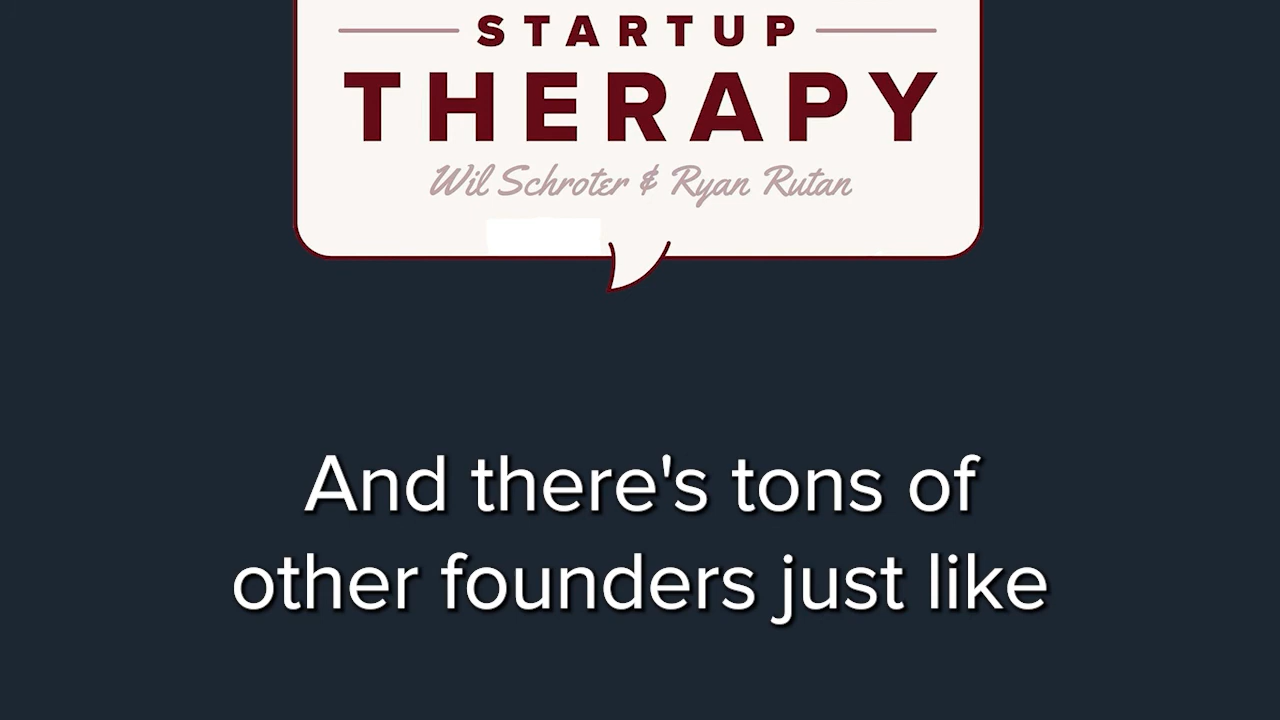 STARTUP
THERAPY
Wil Schroter & Ryan Rutan
And there's tons of
other founders just like